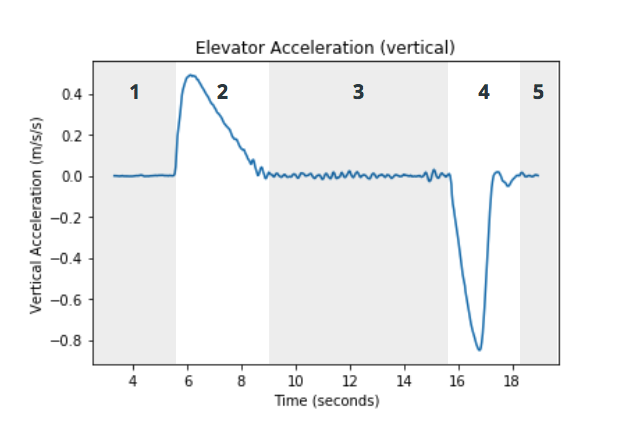 Elevator Acceleration (vertical)
1 2 3 4 5
Vertical Acceleration (m/s/s)
0.4
0.2
0.0
−0.2
−0.4
−0.6
−0.8
4 6 8 10 12 14 16 18
Time (seconds)